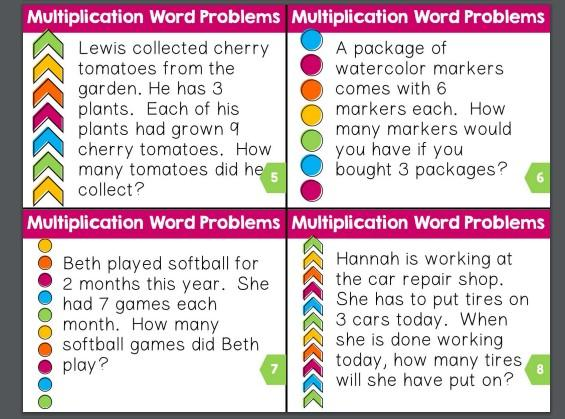 Multiplication Word Problems
Lewis collected cherry
tomatoes from the
garden. He has 3
plants. Each of his
plants had grown 9
cherry tomatoes. How
many tomatoes did he
collect?
5
Multiplication Word Problems
A package of
watercolor markers
comes with 6
markers each. How
many markers would
you have if you
bought 3 packages?
6
Multiplication Word Problems
Beth played softball for
2 months this year. She
had 7 games each
month. How many
softball games did Beth
play?
7
Multiplication Word Problems
Hannah is working at
the car repair shop.
She has to put tires on
3 cars today. When
she is done working
today, how many tires
will she have put on?
8